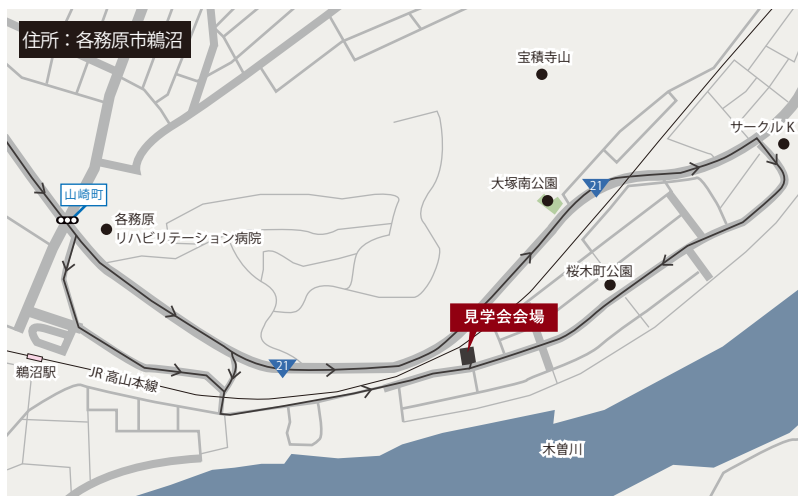 住所：各務原市鵜沼
宝積寺山
サークルK
21
大塚南公園
山崎町
各務原
リハビリテーション病院
桜木町公園
見学会会場
21
鵜沼駅
JR高山本線
木曽川